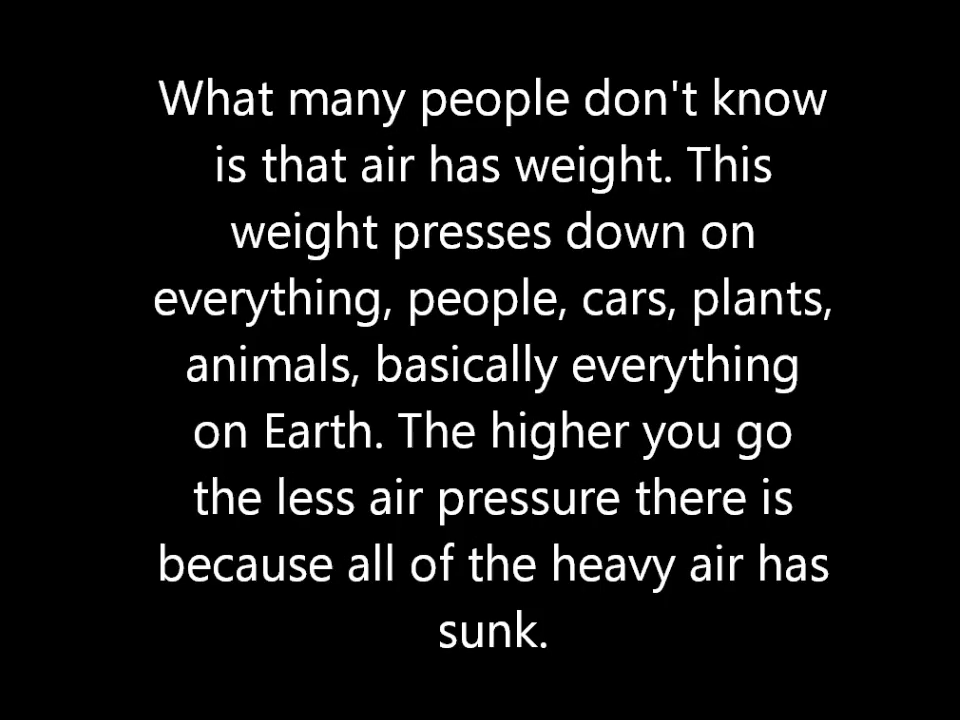 What many people don't know
is that air has weight. This
weight presses down on
everything, people, cars, plants,
animals, basically everything
on Earth. The higher you go
the less air pressure there is
because all of the heavy air has
sunk.